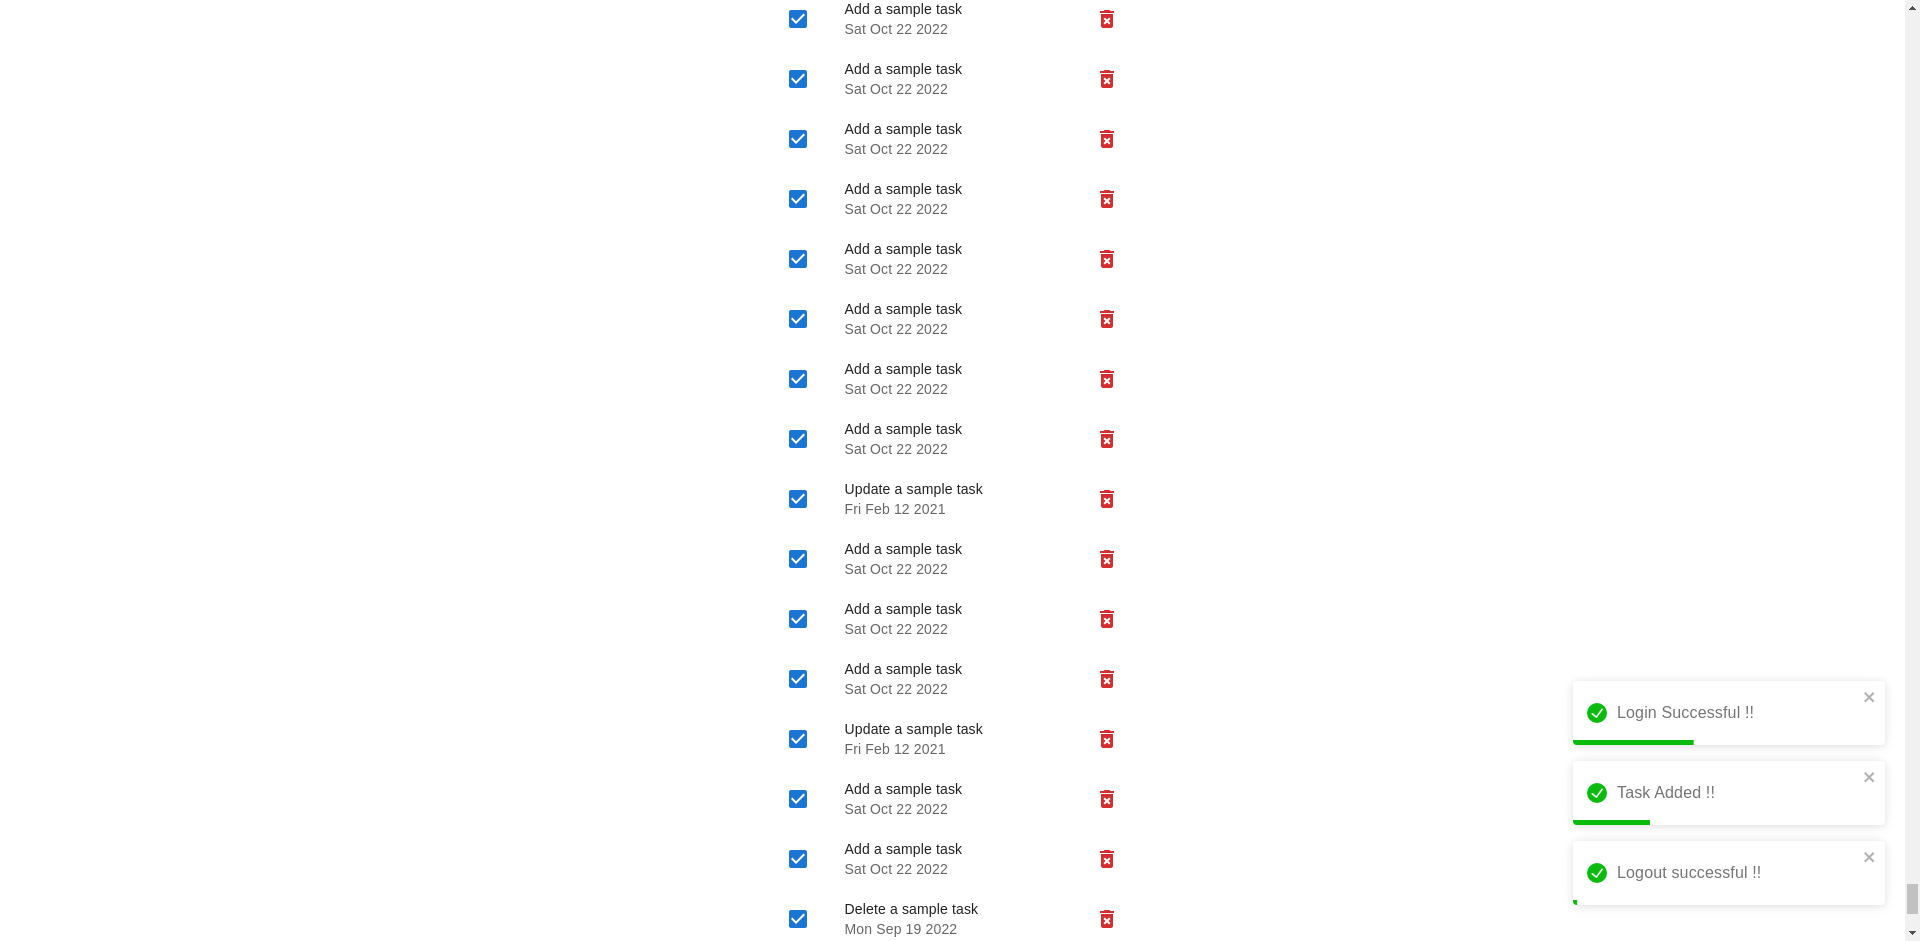 Add a sample task
Sat Oct 22 2022
Add a sample task
Sat Oct 22 2022
Add a sample task
Sat Oct 22 2022
Add a sample task
Sat Oct 22 2022
Add a sample task
Sat Oct 22 2022
Add a sample task
Sat Oct 22 2022
Add a sample task
Sat Oct 22 2022
Add a sample task
Sat Oct 22 2022
Update a sample task
Fri Feb 12 2021
Add a sample task
Sat Oct 22 2022
Add a sample task
Sat Oct 22 2022
Add a sample task
Sat Oct 22 2022
Update a sample task
Fri Feb 12 2021
Add a sample task
Sat Oct 22 2022
Add a sample task
Sat Oct 22 2022
Delete a sample task
Mon Sep 19 2022
Login Successful !!
Task Added !!
Logout successful !!